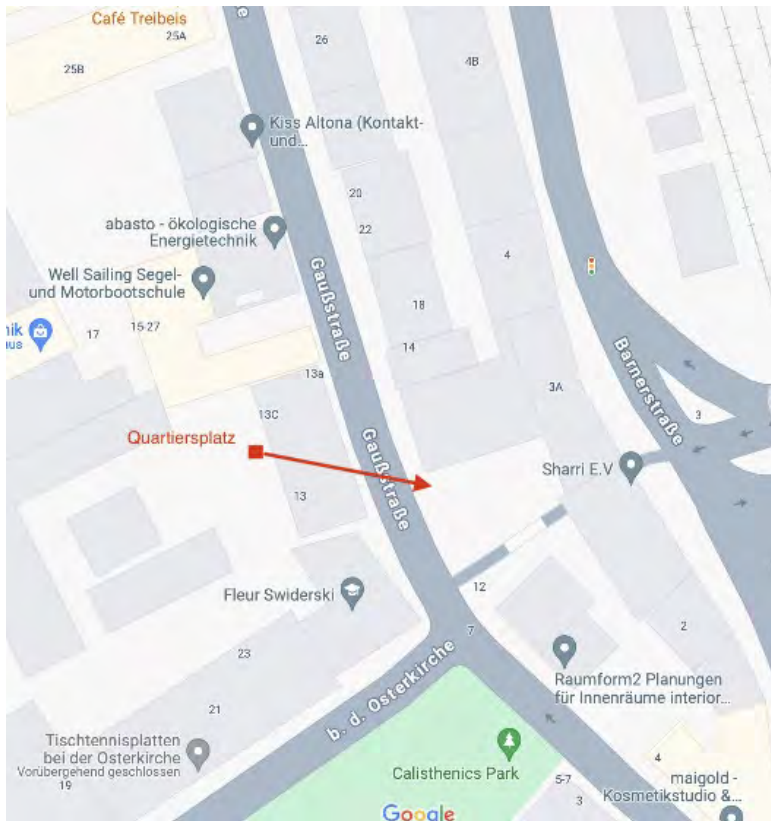 Café Treibeis
25A
26
25B
4B
Kiss Altona (Kontakt-
und...
20
22
abasto - ökologische
Energietechnik
4
Well Sailing Segel-
und Motorbootschule
Gaußstraße
18
15-27
17
14
Barnerstraße
13a
3A
13C
3
Quartiersplatz
Gaußstraße
Sharri E.V
13
12
Fleur Swiderski
7
2
23
b. d. Osterkirche
Raumform2 Planungen
für Innenräume interior...
21
Tischtennisplatten
bei der Osterkirche
Vorübergehend geschlossen
19
Calisthenics Park
5-7
4
maigold -
Kosmetikstudio &...
3
Google